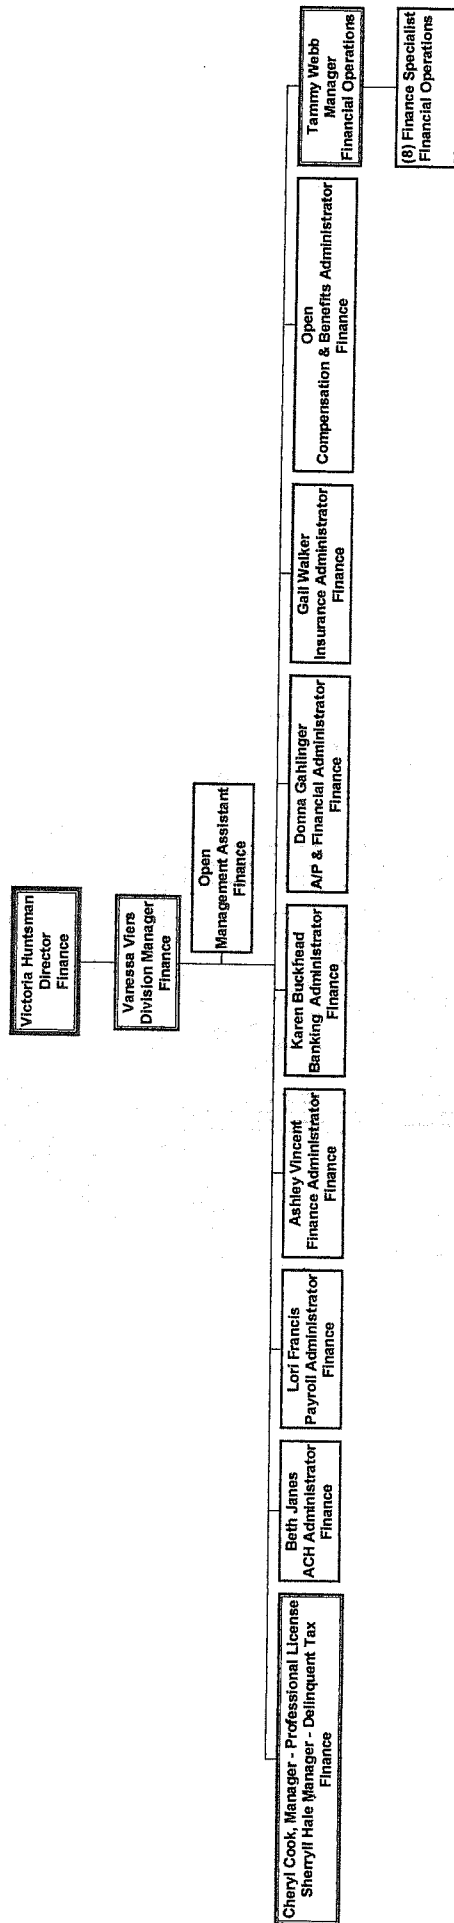 Victoria Huntsman
Director
Finance
Vanessa Viers
Division Manager
Finance
Open
Management Assistant
Finance
Cheryl Cook, Manager - Professional License
Sherryll Hale Manager - Delinquent Tax
Finance
Beth Janes
ACH Administrator
Finance
Lori Francis
Payroll Administrator
Finance
Ashley Vincent
Finance Administrator
Finance
Karen Buckhead
Banking Administrator
Finance
Donna Gahlinger
A/P & Financial Administrator
Finance
Gail Walker
Insurance Administrator
Finance
Open
Compensation & Benefits Administrator
Finance
Tammy Webb
Manager
Financial Operations
(8) Finance Specialist
Financial Operations